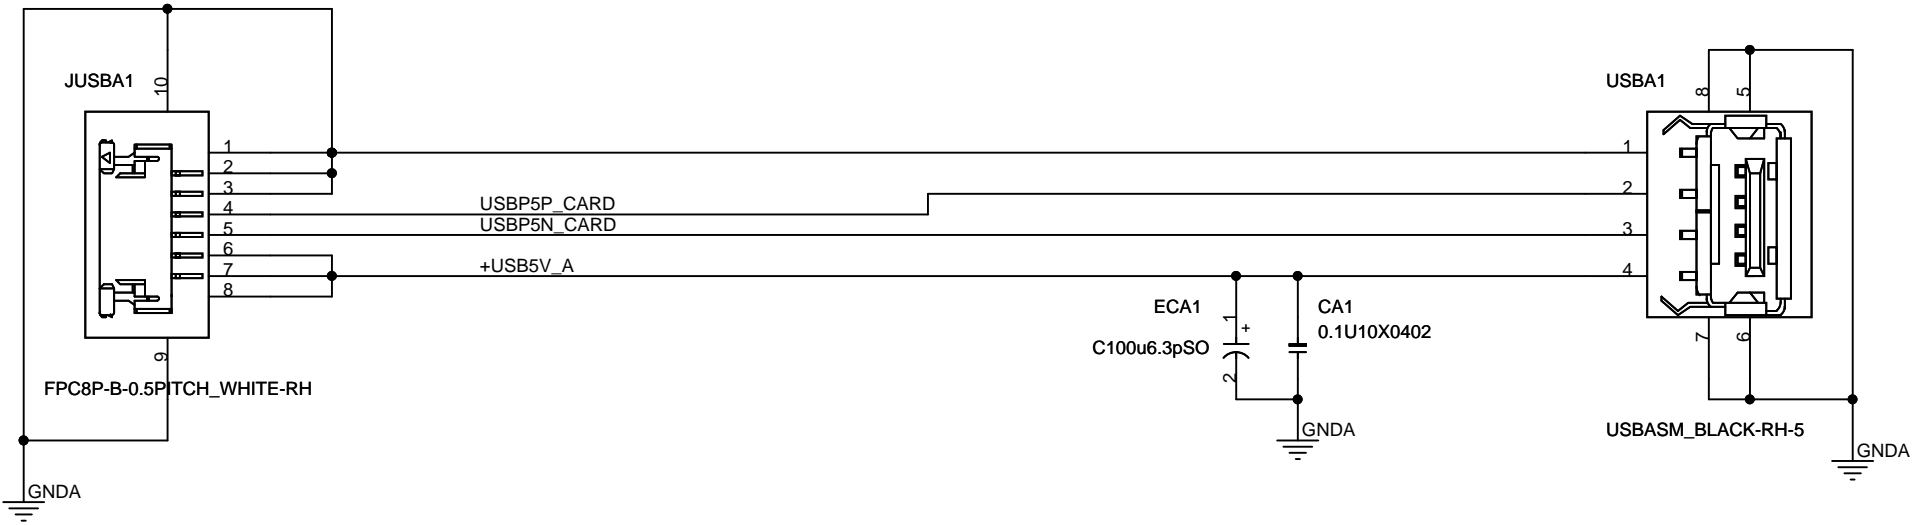 JUSBA1
10
1
2
3
4
5
6
7
8
9
FPC8P-B-0.5PITCH_WHITE-RH
GNDA
USBP5P_CARD
USBP5N_CARD
+USB5V_A
ECA1
1
+
C100u6.3pSO
2
CA1
0.1U10X0402
GNDA
USBA1
8
5
1
2
3
4
7
6
USBASM_BLACK-RH-5
GNDA